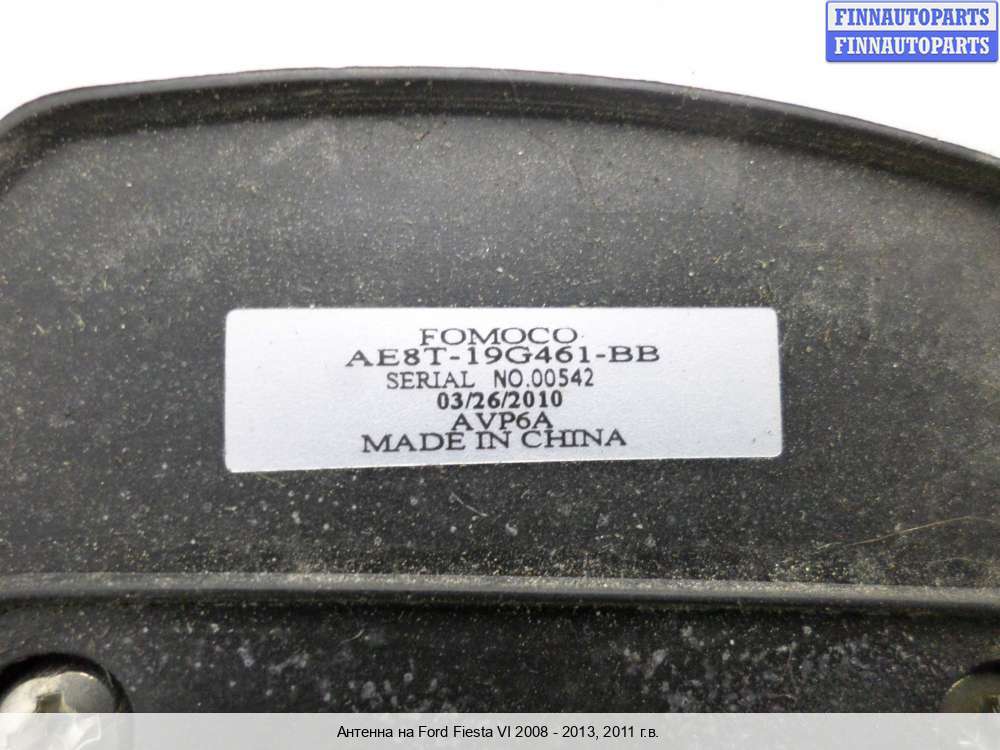 FINNAUTOPARTS
FINNAUTOPARTS
FOMOCO
AE8T-19G461-BB
SERIAL NO.00542
03/26/2010
AVP6A
MADE IN CHINA
Антенна на Ford Fiesta VI 2008 - 2013, 2011 г.в.